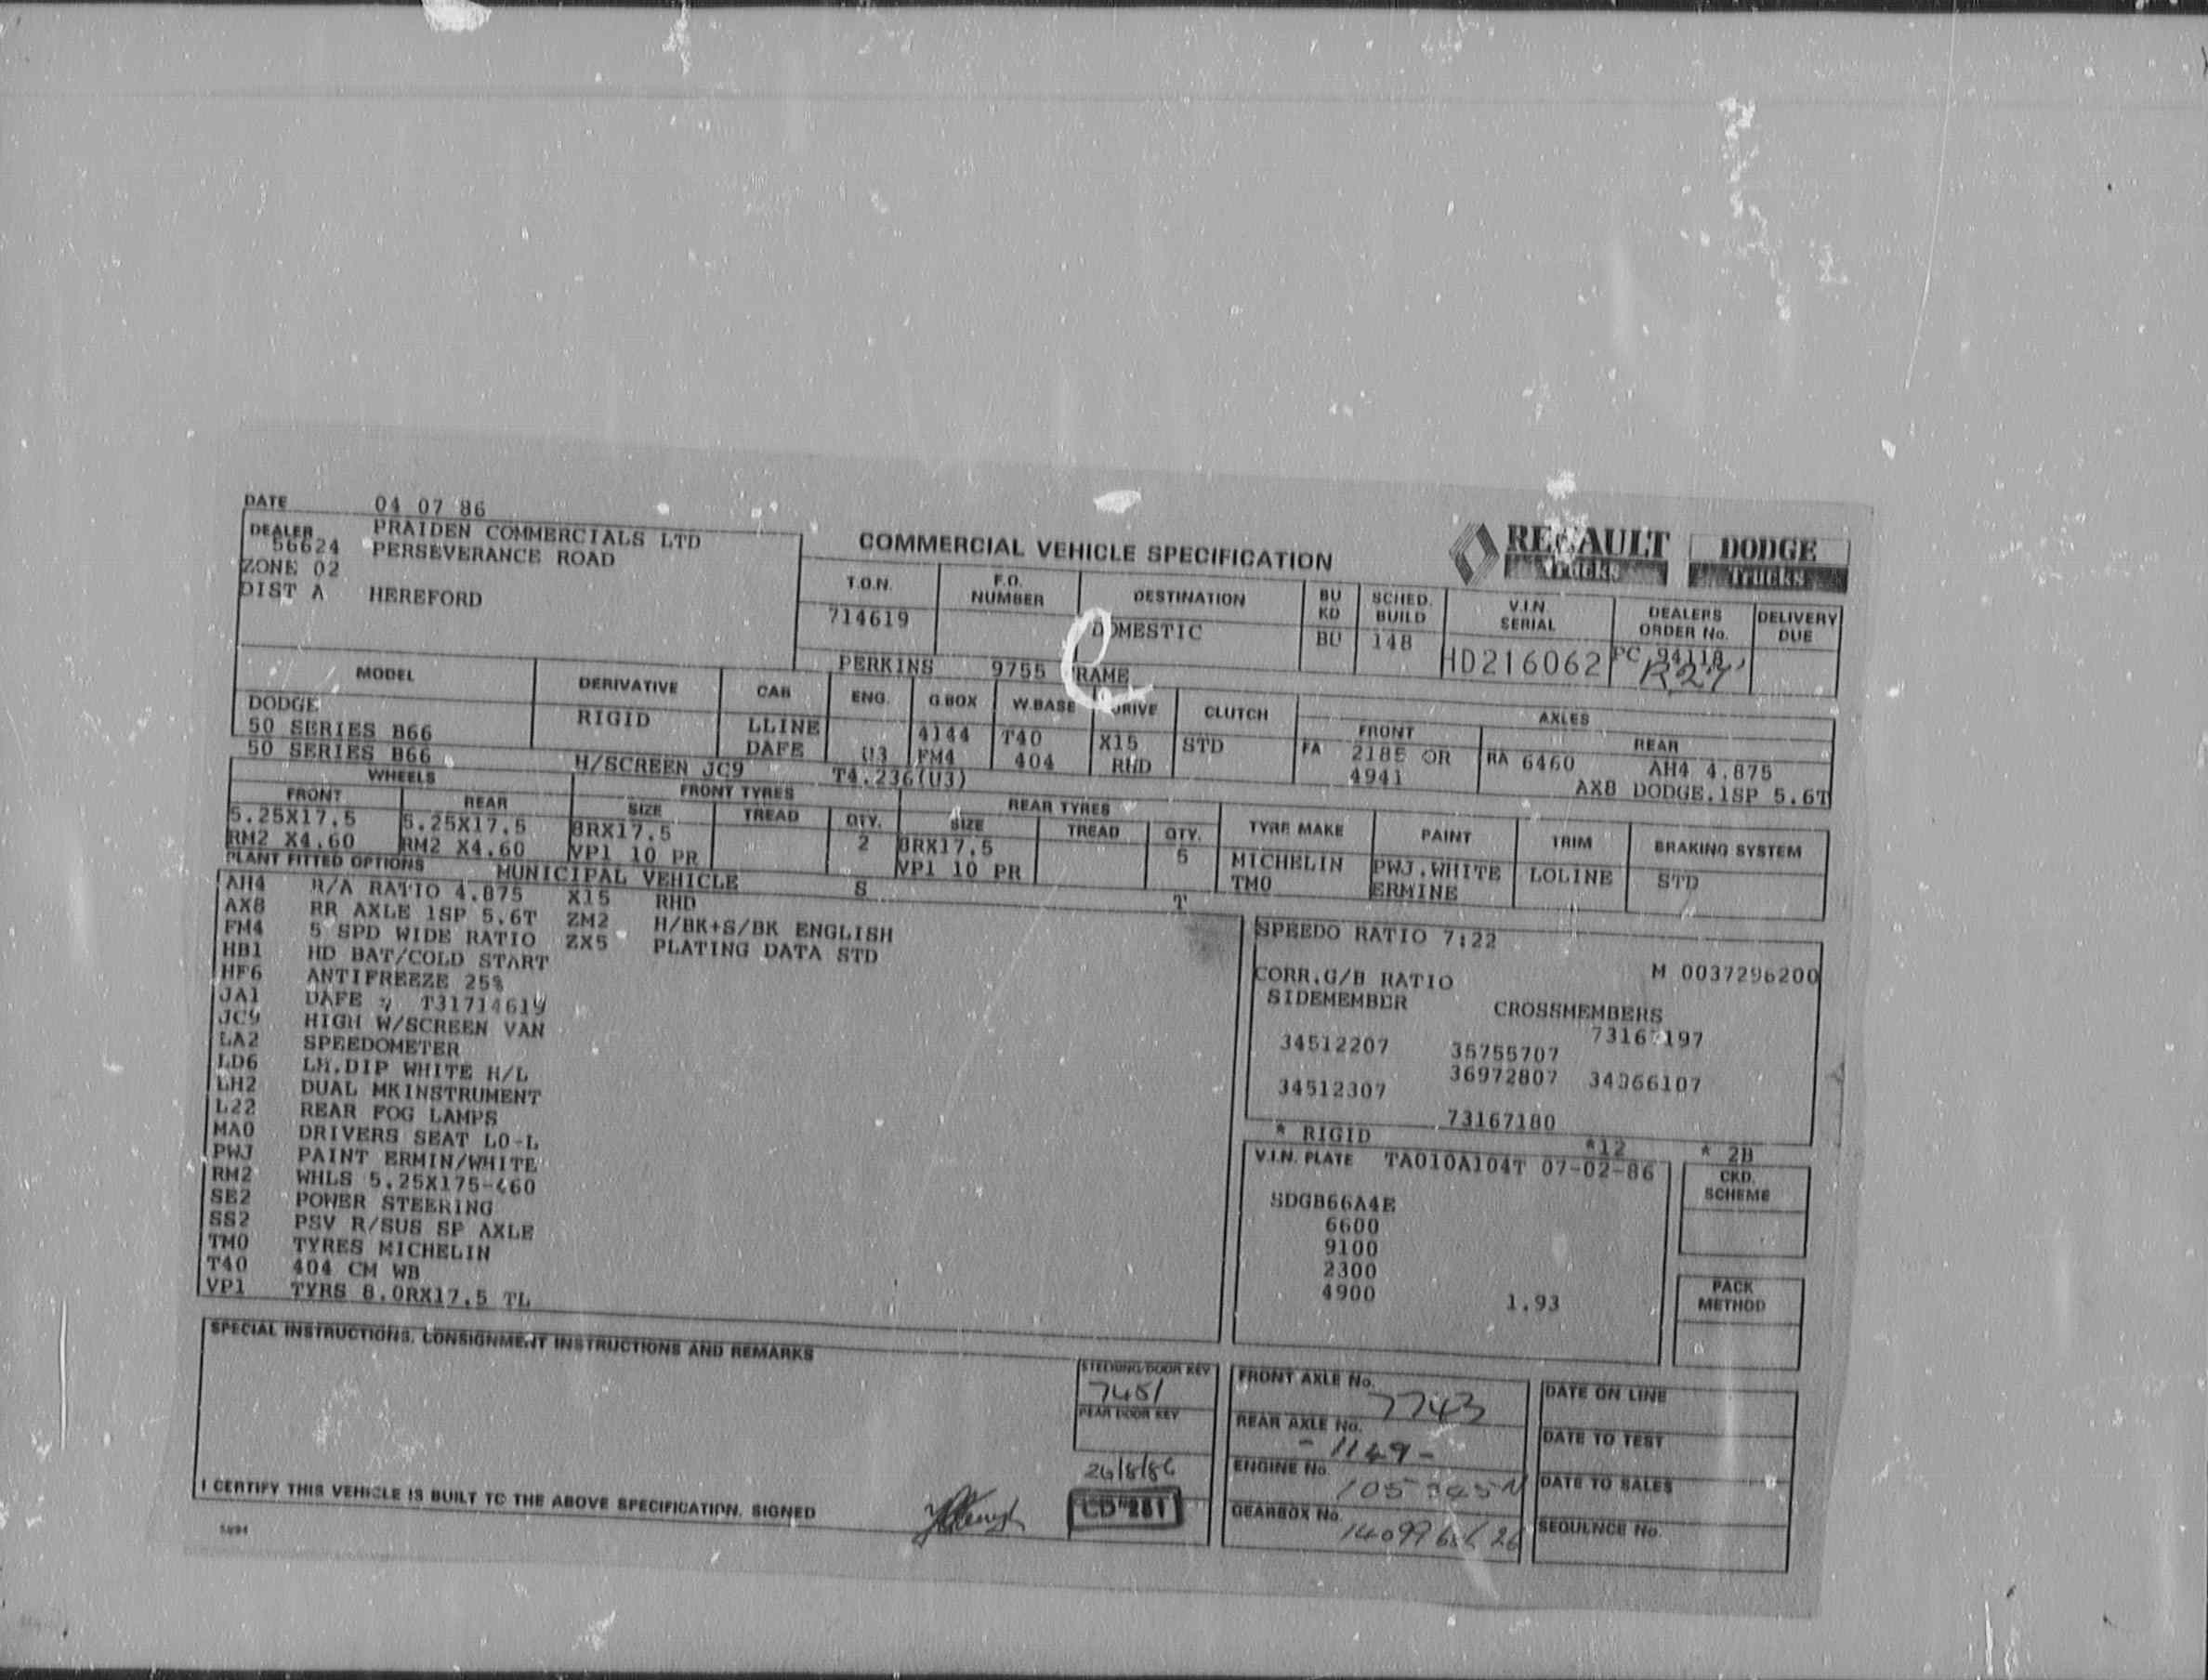 DATE 04 07 86
DEALER PRAIDEN COMMERCIALS LTD
56624 PERSEVERANCE ROAD
ZONE 02
DIST A HEREFORD
COMMERCIAL VEHICLE SPECIFICATION
RENAULT TRUCKS
DODGE TRUCKS
T.O.N. F.O. NUMBER DESTINATION BU KD SCHED. BUILD V.I.N. SERIAL DEALERS ORDER No. DELIVERY DUE
714619 DOMESTIC BU 148 HD216062 PC 94118
R27
PERKINS 9755 FRAME
MODEL DERIVATIVE CAB ENG. G.BOX W.BASE DRIVE CLUTCH AXLES
FRONT REAR
DODGE
50 SERIES B66 RIGID LLINE 4144 T40 X15 STD FA 2185 OR RA 6460 AH4 4.875
50 SERIES B66 DAFE U3 FM4 404 RHD 4941 AX8 DODGE.1SP 5.6T
H/SCREEN JC9 T4.236(U3)
WHEELS FRONT TYRES REAR TYRES
FRONT REAR SIZE TREAD QTY. SIZE TREAD QTY. TYRE MAKE PAINT TRIM BRAKING SYSTEM
5.25X17.5 5.25X17.5 8RX17.5 2 8RX17.5 5 MICHELIN PWJ.WHITE LOLINE STD
RM2 X4.60 RM2 X4.60 VP1 10 PR VP1 10 PR TM0 ERMINE
PLANT FITTED OPTIONS MUNICIPAL VEHICLE S T
AH4 R/A RATIO 4.875 X15 RHD
AX8 RR AXLE 1SP 5.6T ZM2 H/BK+S/BK ENGLISH
FM4 5 SPD WIDE RATIO ZX5 PLATING DATA STD
HB1 HD BAT/COLD START
HF6 ANTIFREEZE 25%
JA1 DAFE T31714619
JC9 HIGH W/SCREEN VAN
LA2 SPEEDOMETER
LD6 LH.DIP WHITE H/L
LH2 DUAL MKINSTRUMENT
L22 REAR FOG LAMPS
MA0 DRIVERS SEAT LO-L
PWJ PAINT ERMIN/WHITE
RM2 WHLS 5.25X175-460
SE2 POWER STEERING
SS2 PSV R/SUS SP AXLE
TM0 TYRES MICHELIN
T40 404 CM WB
VP1 TYRS 8.0RX17.5 TL
SPEEDO RATIO 7:22
M 0037296200
CORR.G/B RATIO
SIDEMEMBER CROSSMEMBERS
34512207 35755707
36972807
34512307
73167180
* RIGID *12 * 2B
V.I.N. PLATE TA010A104T 07-02-86
SDGB66A4E
6600
9100
2300
4900 1.93
CKD. SCHEME
PACK METHOD
SPECIAL INSTRUCTIONS, CONSIGNMENT INSTRUCTIONS AND REMARKS
STEERING/DOOR KEY
7451
REAR DOOR KEY
26/8/86
CD 281
FRONT AXLE No. 7743
REAR AXLE No. - 1149 -
ENGINE No.
GEARBOX No.
DATE ON LINE
DATE TO TEST
DATE TO SALES
SEQUENCE No.
I CERTIFY THIS VEHICLE IS BUILT TO THE ABOVE SPECIFICATION. SIGNED